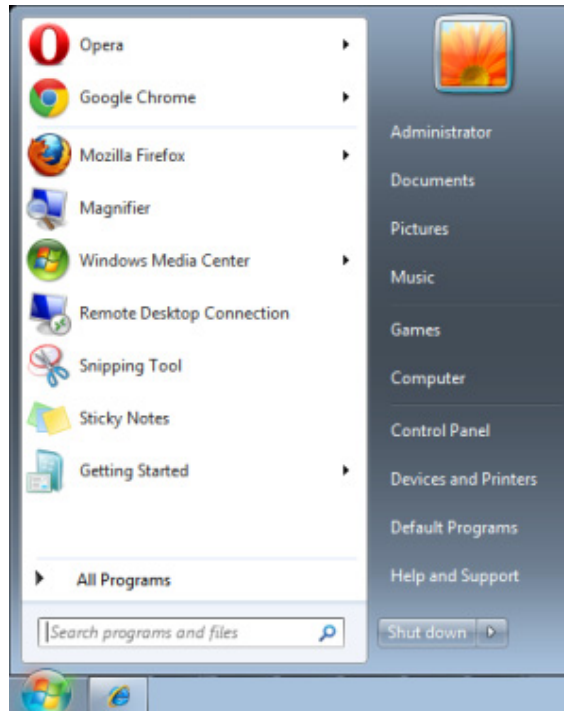 Opera
Google Chrome
Mozilla Firefox
Magnifier
Windows Media Center
Remote Desktop Connection
Snipping Tool
Sticky Notes
Getting Started
All Programs
Search programs and files
Administrator
Documents
Pictures
Music
Games
Computer
Control Panel
Devices and Printers
Default Programs
Help and Support
Shut down